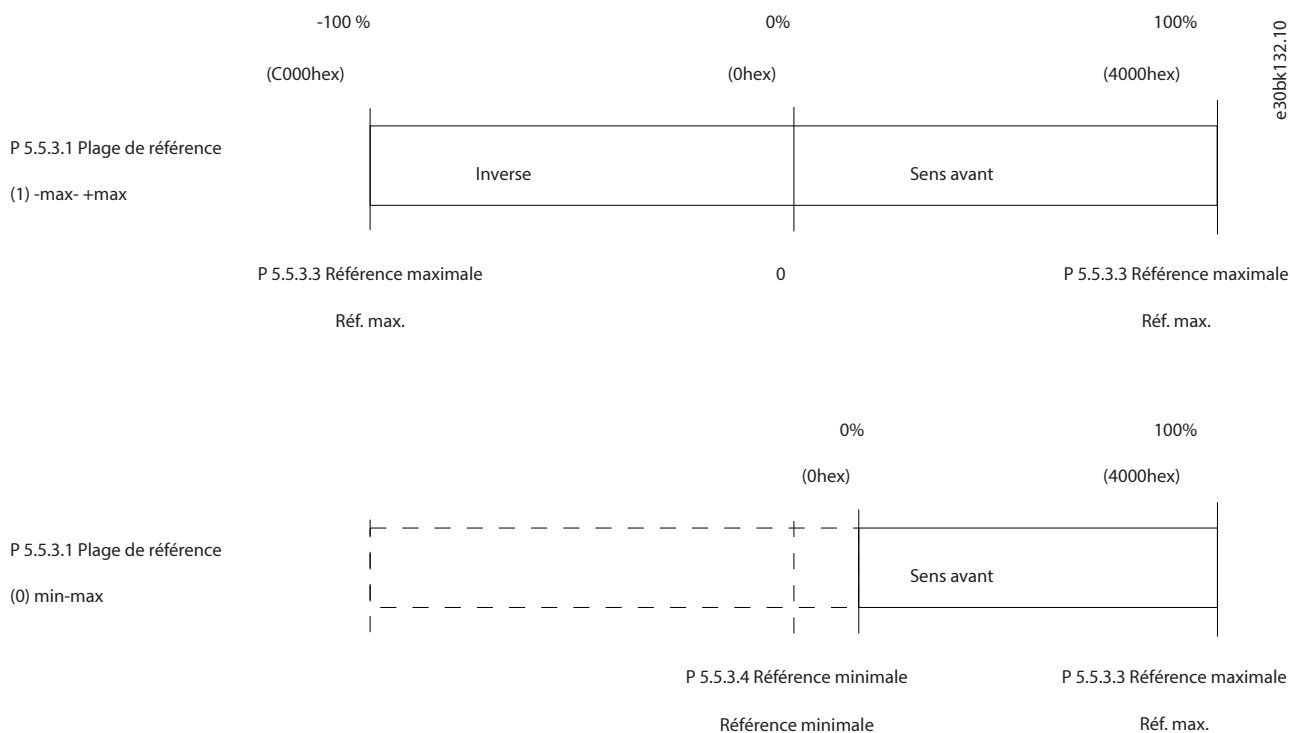 -100 %
0%
100%
(C000hex)
(0hex)
(4000hex)
e30bk132.10
P 5.5.3.1 Plage de référence
(1) -max- +max
Inverse
Sens avant
P 5.5.3.3 Référence maximale
0
P 5.5.3.3 Référence maximale
Réf. max.
Réf. max.
0%
100%
(0hex)
(4000hex)
P 5.5.3.1 Plage de référence
(0) min-max
Sens avant
P 5.5.3.4 Référence minimale
P 5.5.3.3 Référence maximale
Référence minimale
Réf. max.